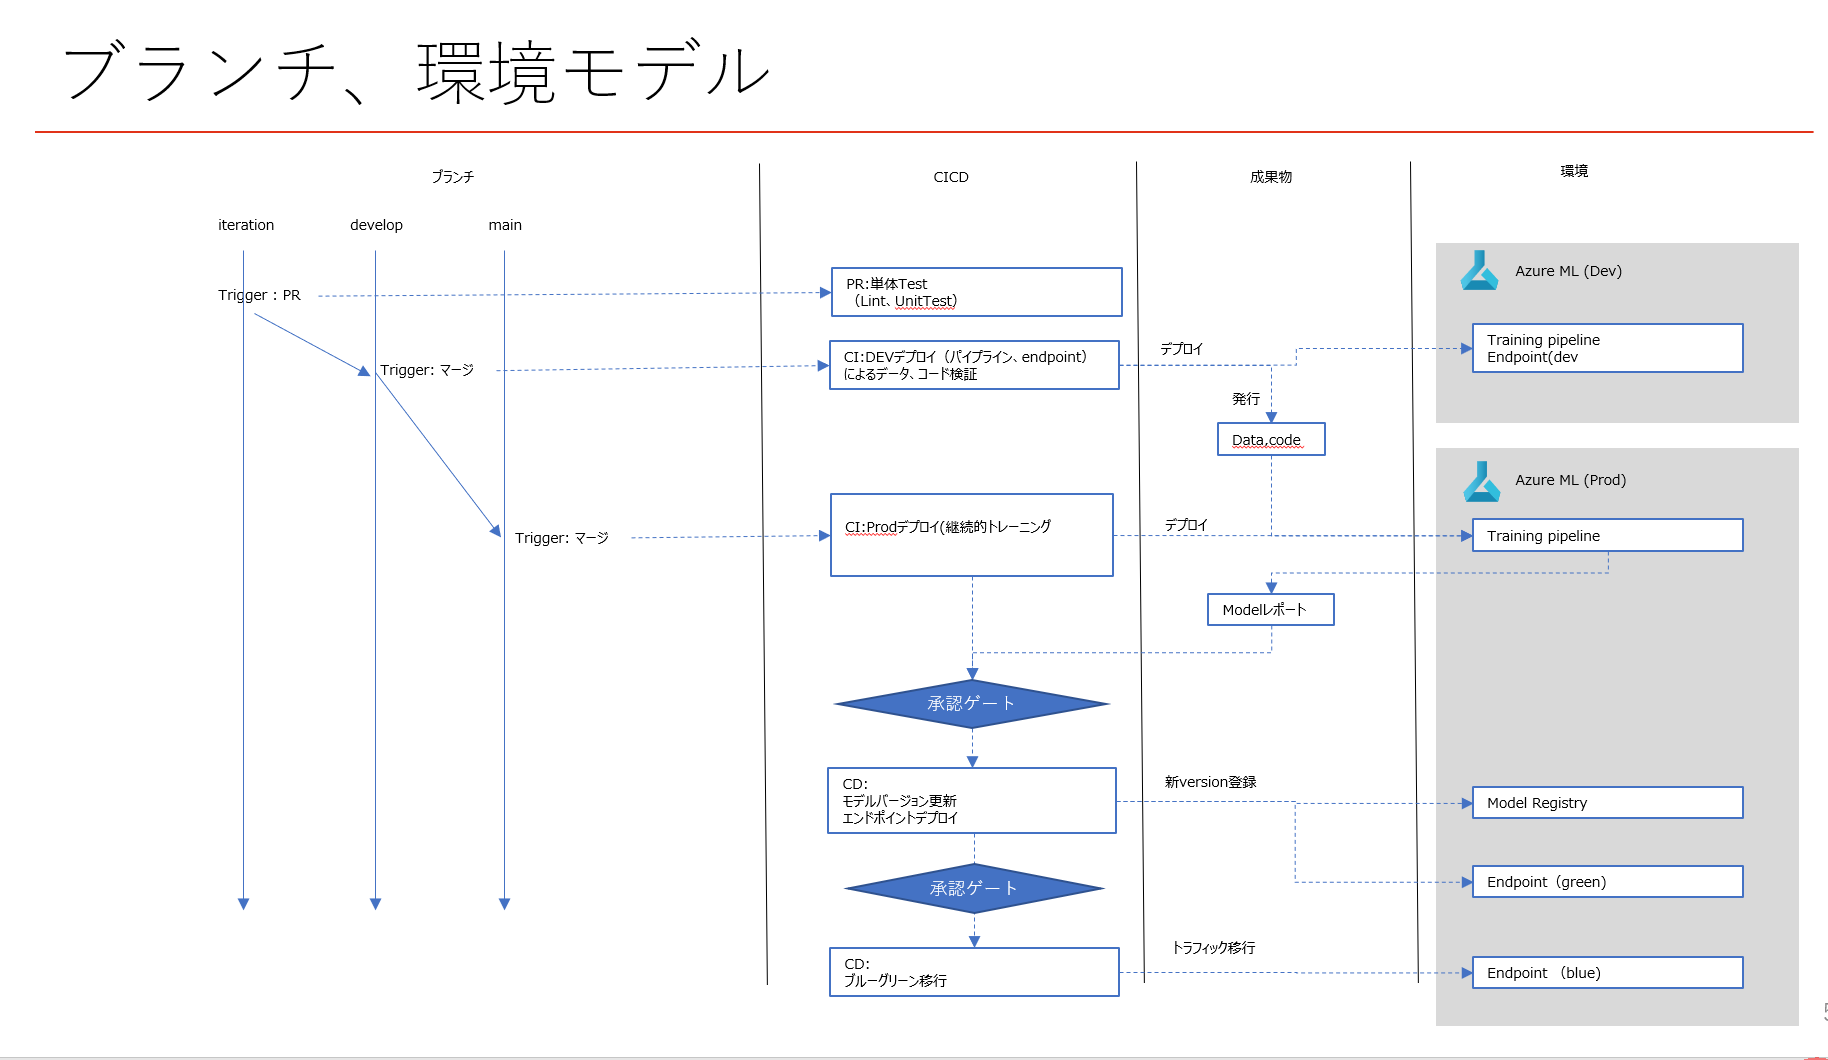 ブランチ、環境モデル
ブランチ
CICD
成果物
環境
iteration
develop
main
Trigger : PR
PR:単体Test
(Lint、UnitTest)
Azure ML (Dev)
Trigger: マージ
CI:DEVデプロイ（パイプライン、endpoint）
によるデータ、コード検証
デプロイ
Training pipeline
Endpoint(dev
発行
Data,code
Azure ML (Prod)
Trigger: マージ
CI:Prodデプロイ(継続的トレーニング
デプロイ
Training pipeline
Modelレポート
承認ゲート
CD:
モデルバージョン更新
エンドポイントデプロイ
新version登録
Model Registry
承認ゲート
Endpoint（green)
CD:
ブルーグリーン移行
トラフィック移行
Endpoint （blue)